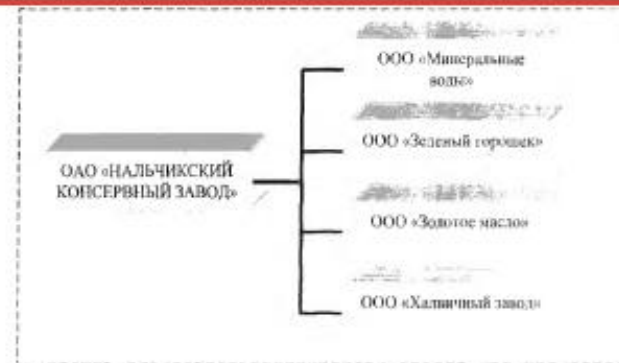 ООО «Минеральные
воды»
ООО «Зеленый горошек»
ОАО «НАЛЬЧИКСКИЙ
КОНСЕРВНЫЙ ЗАВОД»
ООО «Золотое масло»
ООО «Халвичный завод»